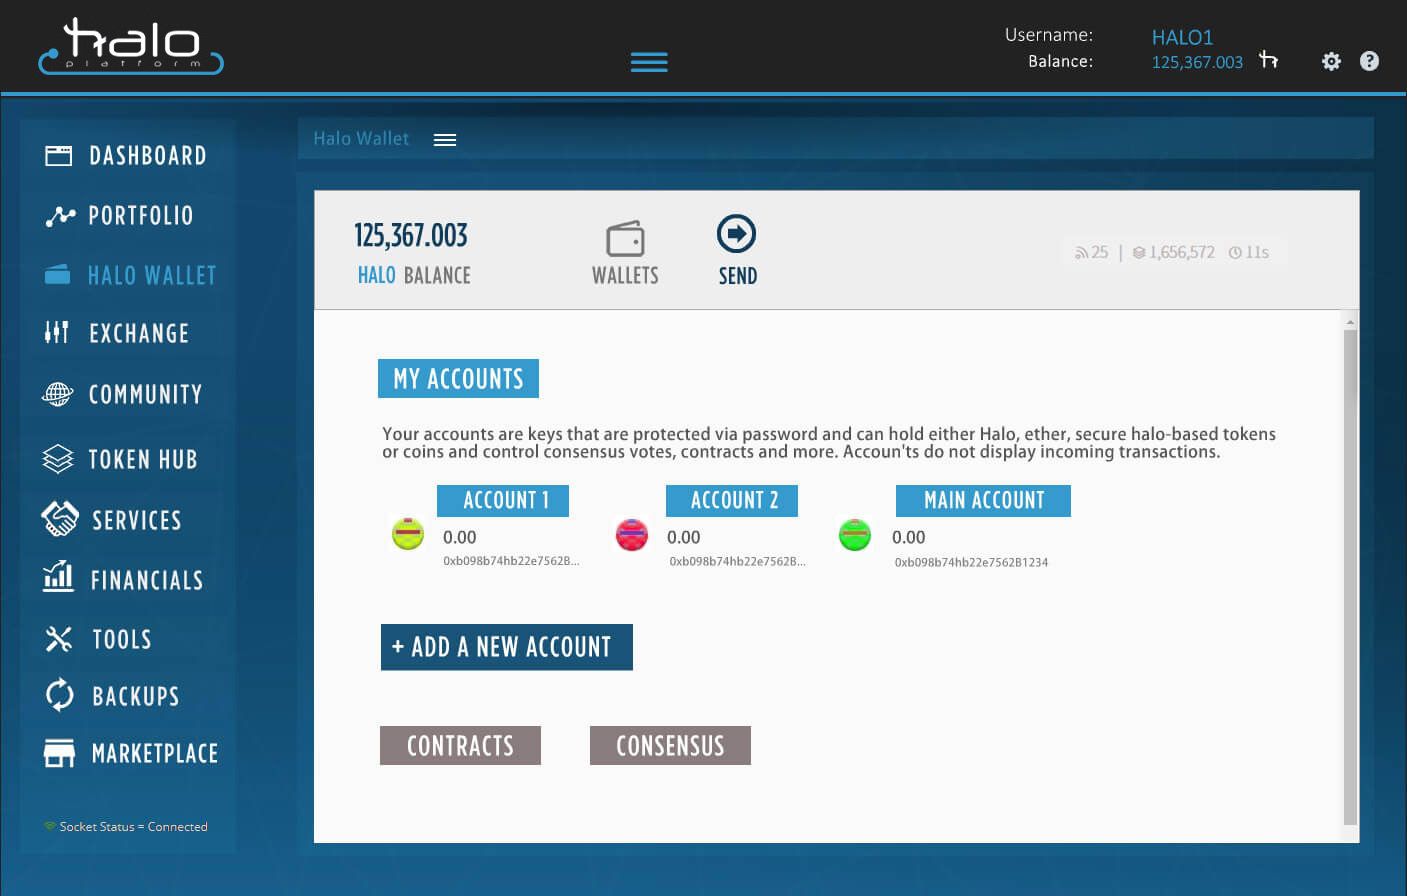 halo
platform
Username: HALO1
Balance: 125,367.003
DASHBOARD
PORTFOLIO
HALO WALLET
EXCHANGE
COMMUNITY
TOKEN HUB
SERVICES
FINANCIALS
TOOLS
BACKUPS
MARKETPLACE
Socket Status = Connected
Halo Wallet
125,367.003
HALO BALANCE
WALLETS
SEND
25 | 1,656,572 11s
MY ACCOUNTS
Your accounts are keys that are protected via password and can hold either Halo, ether, secure halo-based tokens
or coins and control consensus votes, contracts and more. Accoun'ts do not display incoming transactions.
ACCOUNT 1
0.00
0xb098b74hb22e7562B...
ACCOUNT 2
0.00
0xb098b74hb22e7562B...
MAIN ACCOUNT
0.00
0xb098b74hb22e7562B1234
+ ADD A NEW ACCOUNT
CONTRACTS
CONSENSUS